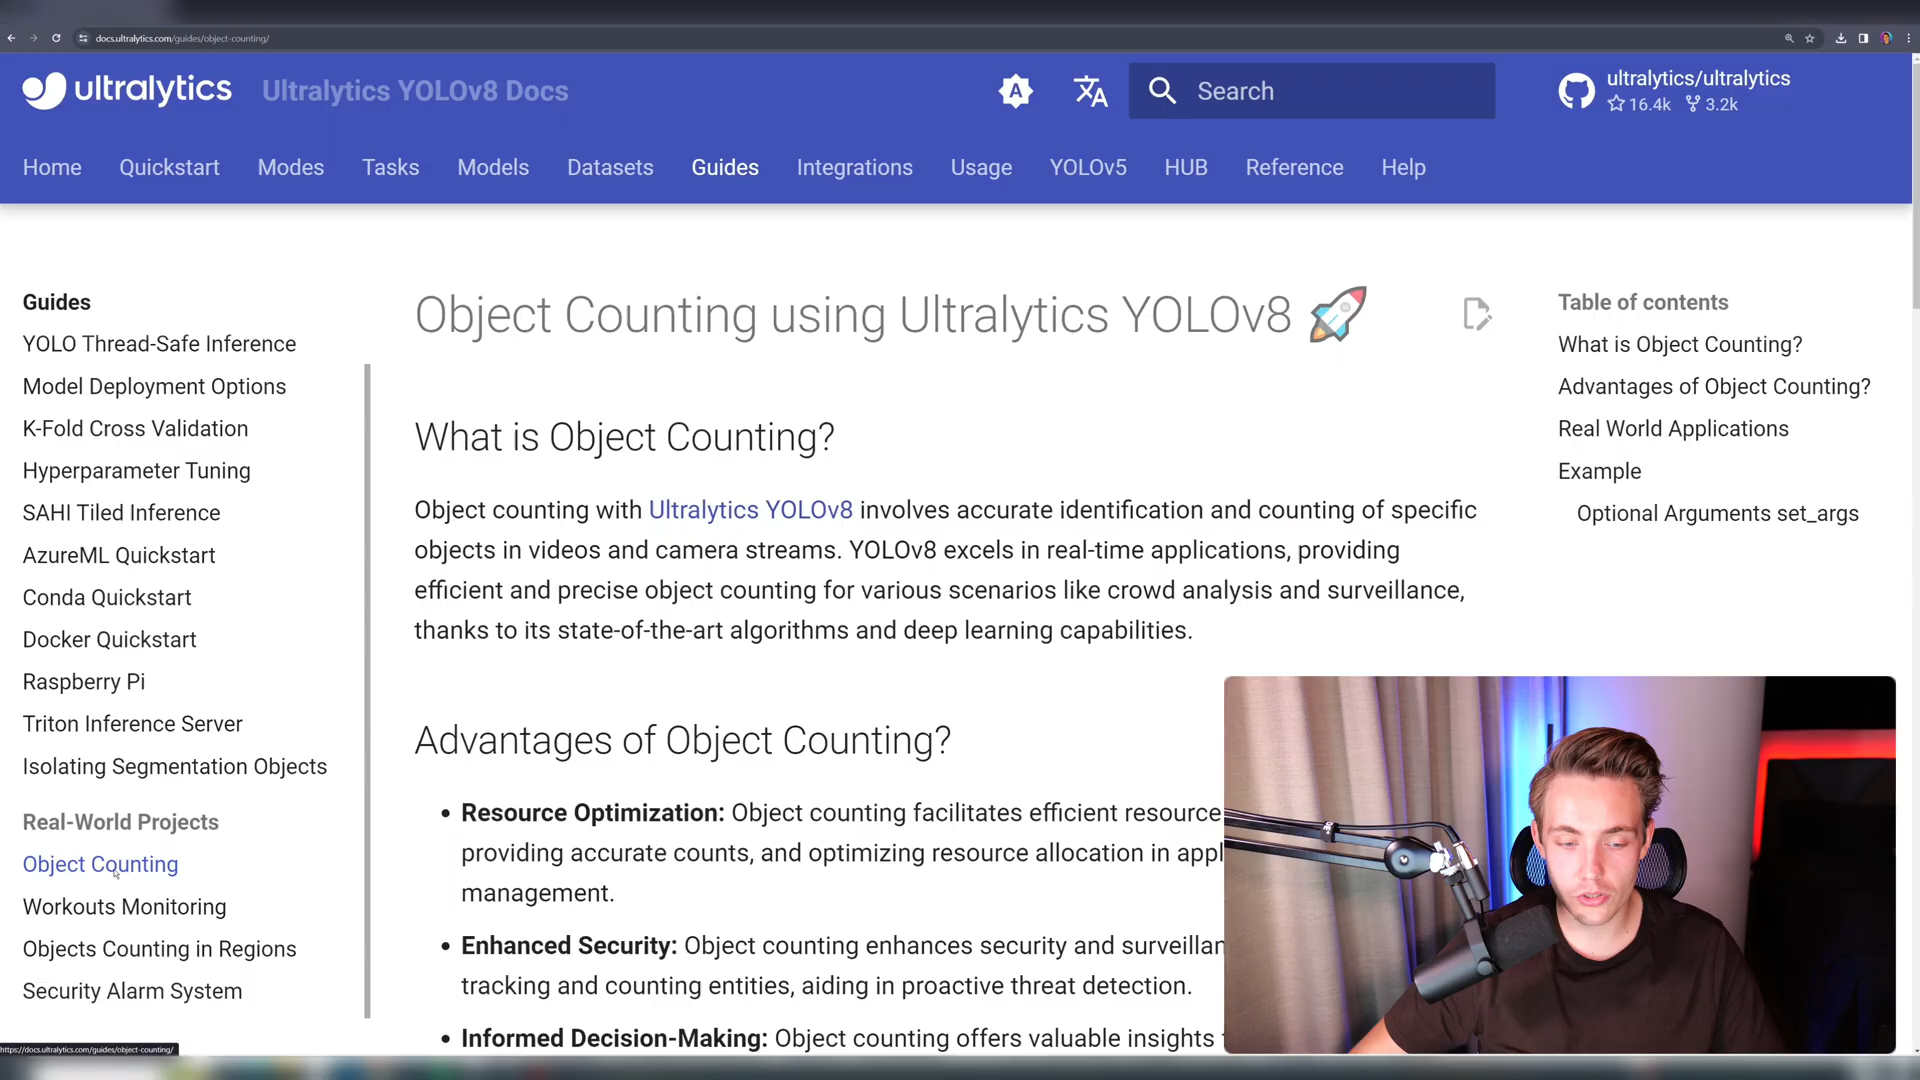 docs.ultralytics.com/guides/object-counting/
ultralytics
Ultralytics YOLOv8 Docs
A
Search
ultralytics/ultralytics
16.4k 3.2k
Home Quickstart Modes Tasks Models Datasets Guides Integrations Usage YOLOv5 HUB Reference Help
Guides
YOLO Thread-Safe Inference
Model Deployment Options
K-Fold Cross Validation
Hyperparameter Tuning
SAHI Tiled Inference
AzureML Quickstart
Conda Quickstart
Docker Quickstart
Raspberry Pi
Triton Inference Server
Isolating Segmentation Objects
Real-World Projects
Object Counting
Workouts Monitoring
Objects Counting in Regions
Security Alarm System
Object Counting using Ultralytics YOLOv8
What is Object Counting?
Object counting with Ultralytics YOLOv8 involves accurate identification and counting of specific
objects in videos and camera streams. YOLOv8 excels in real-time applications, providing
efficient and precise object counting for various scenarios like crowd analysis and surveillance,
thanks to its state-of-the-art algorithms and deep learning capabilities.
Advantages of Object Counting?
• Resource Optimization: Object counting facilitates efficient resource
providing accurate counts, and optimizing resource allocation in appl
management.
• Enhanced Security: Object counting enhances security and surveillan
tracking and counting entities, aiding in proactive threat detection.
• Informed Decision-Making: Object counting offers valuable insights
Table of contents
What is Object Counting?
Advantages of Object Counting?
Real World Applications
Example
Optional Arguments set_args
https://docs.ultralytics.com/guides/object-counting/